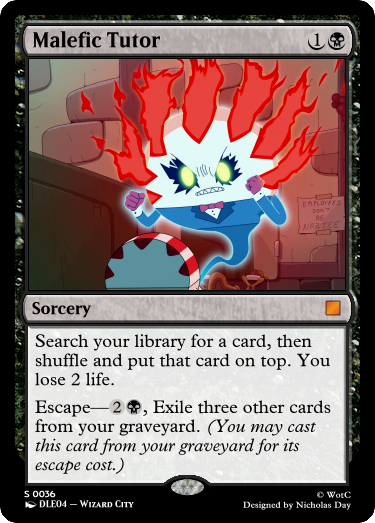 Malefic Tutor 1
EMPLOYEES
DON'T
BE
Sorcery
Search your library for a card, then
shuffle and put that card on top. You
lose 2 life.
Escape—2, Exile three other cards
from your graveyard. (You may cast
this card from your graveyard for its
escape cost.)
S 0036
© WotC
DLE04 — Wizard City
Designed by Nicholas Day